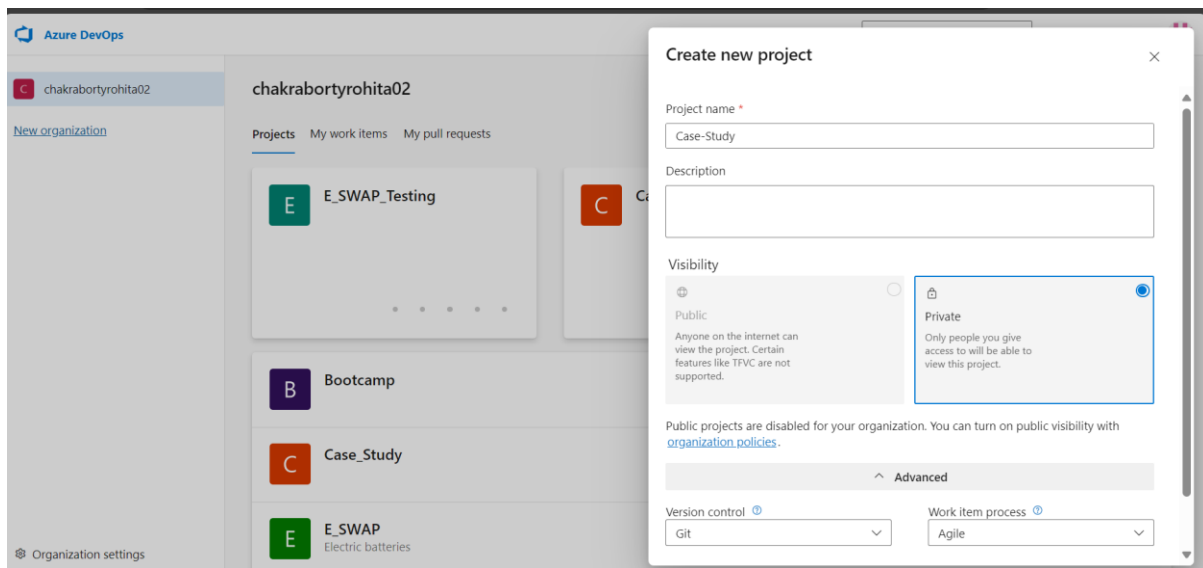 Azure DevOps
C chakrabortyrohita02
New organization
chakrabortyrohita02
Projects My work items My pull requests
E E_SWAP_Testing
C
B Bootcamp
C Case_Study
E E_SWAP
Electric batteries
Organization settings
Create new project
Project name *
Case-Study
Description
Visibility
Public
Anyone on the internet can
view the project. Certain
features like TFVC are not
supported.
Private
Only people you give
access to will be able to
view this project.
Public projects are disabled for your organization. You can turn on public visibility with
organization policies.
Advanced
Version control ?
Git
Work item process ?
Agile